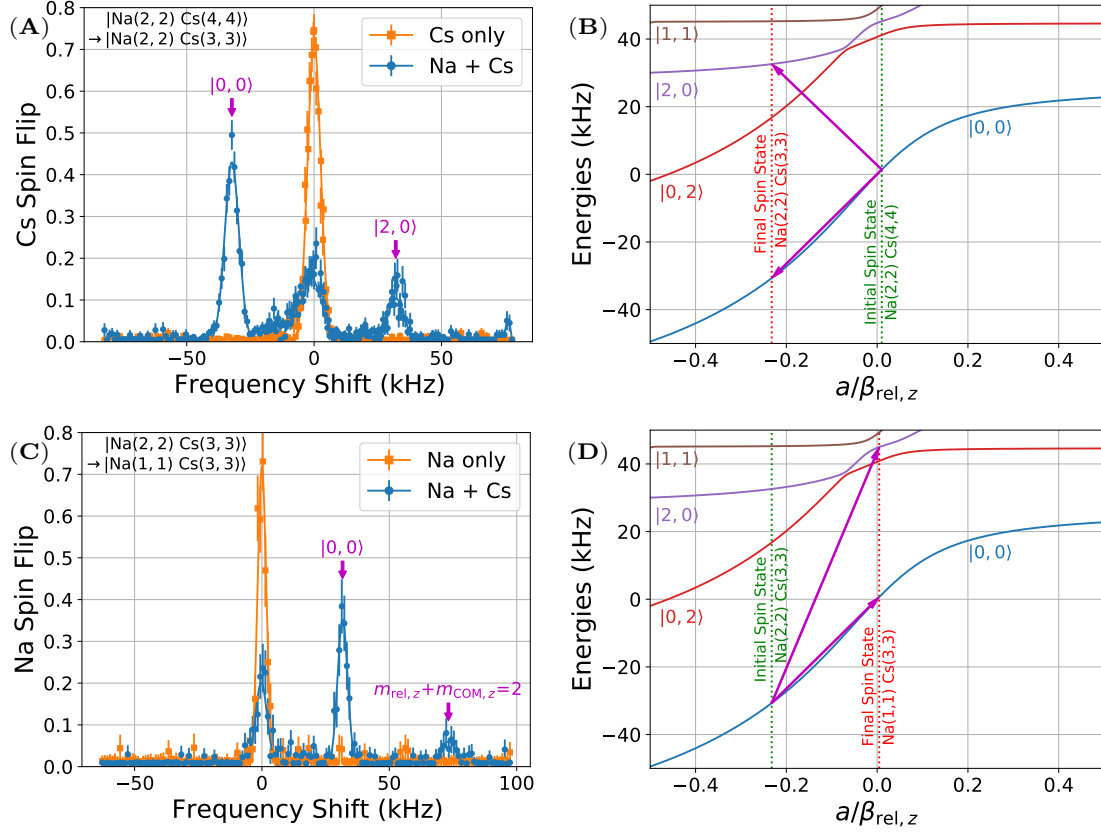 (A)
|Na(2,2) Cs(4,4)⟩
→|Na(2,2) Cs(3,3)⟩
Cs only
Na + Cs
|0, 0⟩
|2, 0⟩
Cs Spin Flip
0.8
0.7
0.6
0.5
0.4
0.3
0.2
0.1
0.0
−50
0
50
Frequency Shift (kHz)
(B)
|1, 1⟩
|2, 0⟩
|0, 2⟩
|0, 0⟩
Final Spin State
Na(2,2) Cs(3,3)
Initial Spin State
Na(2,2) Cs(4,4)
Energies (kHz)
40
20
0
−20
−40
−0.4
−0.2
0.0
0.2
0.4
a/βrel, z
(C)
|Na(2,2) Cs(3,3)⟩
→|Na(1,1) Cs(3,3)⟩
Na only
Na + Cs
|0, 0⟩
mrel, z+mCOM, z=2
Na Spin Flip
0.8
0.7
0.6
0.5
0.4
0.3
0.2
0.1
0.0
−50
0
50
100
Frequency Shift (kHz)
(D)
|1, 1⟩
|2, 0⟩
|0, 2⟩
|0, 0⟩
Initial Spin State
Na(2,2) Cs(3,3)
Final Spin State
Na(1,1) Cs(3,3)
Energies (kHz)
40
20
0
−20
−40
−0.4
−0.2
0.0
0.2
0.4
a/βrel, z